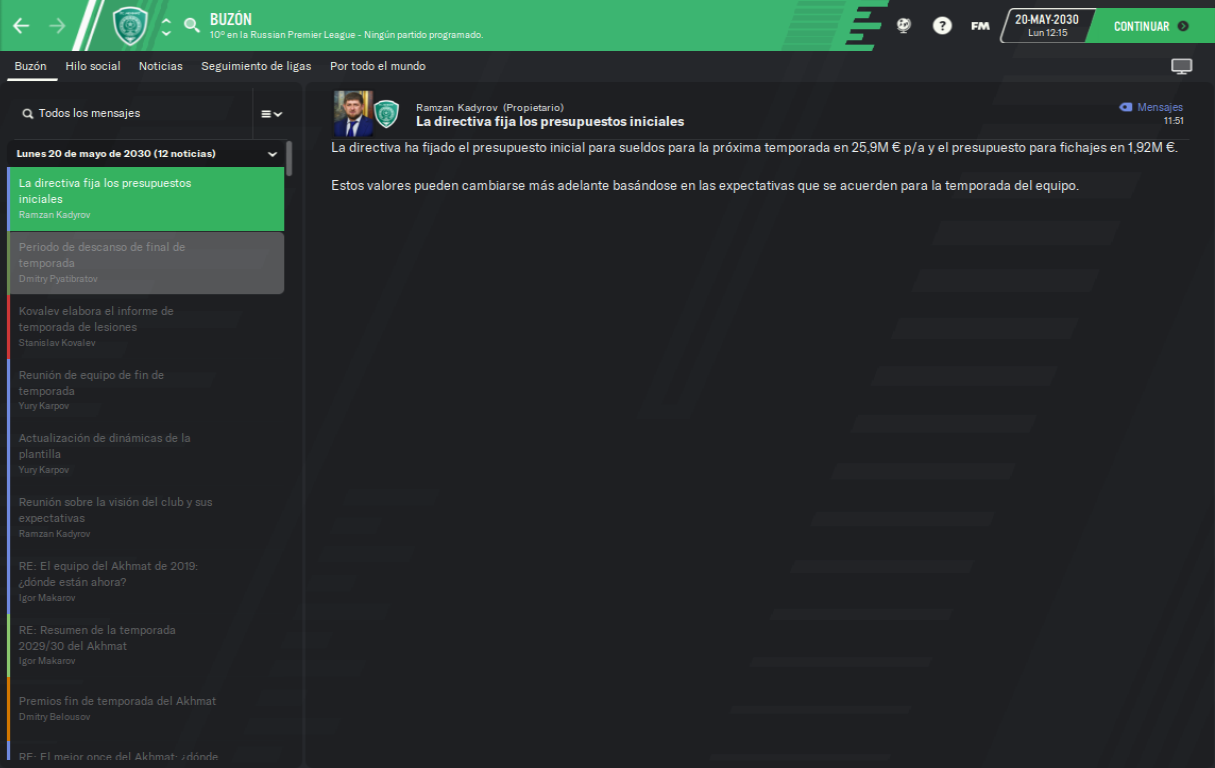 BUZÓN
10º en la Russian Premier League - Ningún partido programado.
?
FM
20-MAY-2030
Lun 12:15
CONTINUAR
Buzón
Hilo social
Noticias
Seguimiento de ligas
Por todo el mundo
Todos los mensajes
Lunes 20 de mayo de 2030 (12 noticias)
La directiva fija los presupuestos
iniciales
Ramzan Kadyrov
Periodo de descanso de final de
temporada
Dmitry Pyatibratov
Kovalev elabora el informe de
temporada de lesiones
Stanislav Kovalev
Reunión de equipo de fin de
temporada
Yury Karpov
Actualización de dinámicas de la
plantilla
Yury Karpov
Reunión sobre la visión del club y sus
expectativas
Ramzan Kadyrov
RE: El equipo del Akhmat de 2019:
¿dónde están ahora?
Igor Makarov
RE: Resumen de la temporada
2029/30 del Akhmat
Igor Makarov
Premios fin de temporada del Akhmat
Dmitry Belousov
RE: El mejor once del Akhmat: ¿dónde
Ramzan Kadyrov (Propietario)
La directiva fija los presupuestos iniciales
Mensajes
11:51
La directiva ha fijado el presupuesto inicial para sueldos para la próxima temporada en 25,9M € p/a y el presupuesto para fichajes en 1,92M €.
Estos valores pueden cambiarse más adelante basándose en las expectativas que se acuerden para la temporada del equipo.